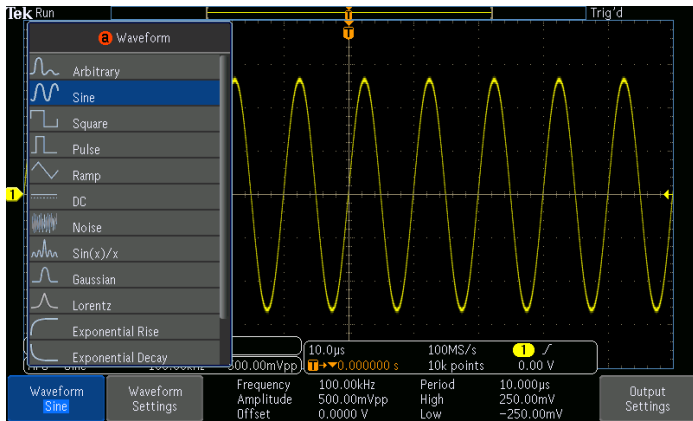 Tek Run Trig'd
T
T
a Waveform
Arbitrary
Sine
Square
Pulse
Ramp
DC
Noise
Sin(x)/x
Gaussian
Lorentz
Exponential Rise
Exponential Decay
1
500.00mVpp
10.0µs 100MS/s 1
T→▼0.000000 s 10k points 0.00 V
Waveform
Sine
Waveform
Settings
Frequency 100.00kHz Period 10.000µs
Amplitude 500.00mVpp High 250.00mV
Offset 0.0000 V Low −250.00mV
Output
Settings